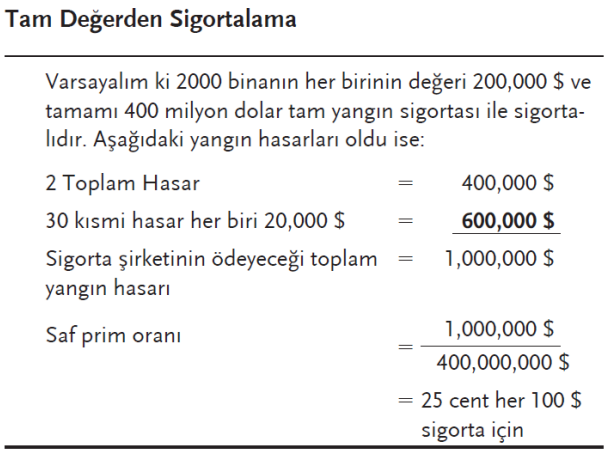 Tam Değerden Sigortalama
Varsayalım ki 2000 binanın her birinin değeri 200,000 $ ve
tamamı 400 milyon dolar tam yangın sigortası ile sigorta-
lıdır. Aşağıdaki yangın hasarları oldu ise:
2 Toplam Hasar = 400,000 $
30 kısmi hasar her biri 20,000 $ = 600,000 $
Sigorta şirketinin ödeyeceği toplam = 1,000,000 $
yangın hasarı
Saf prim oranı = 1,000,000 $
400,000,000 $
= 25 cent her 100 $
sigorta için